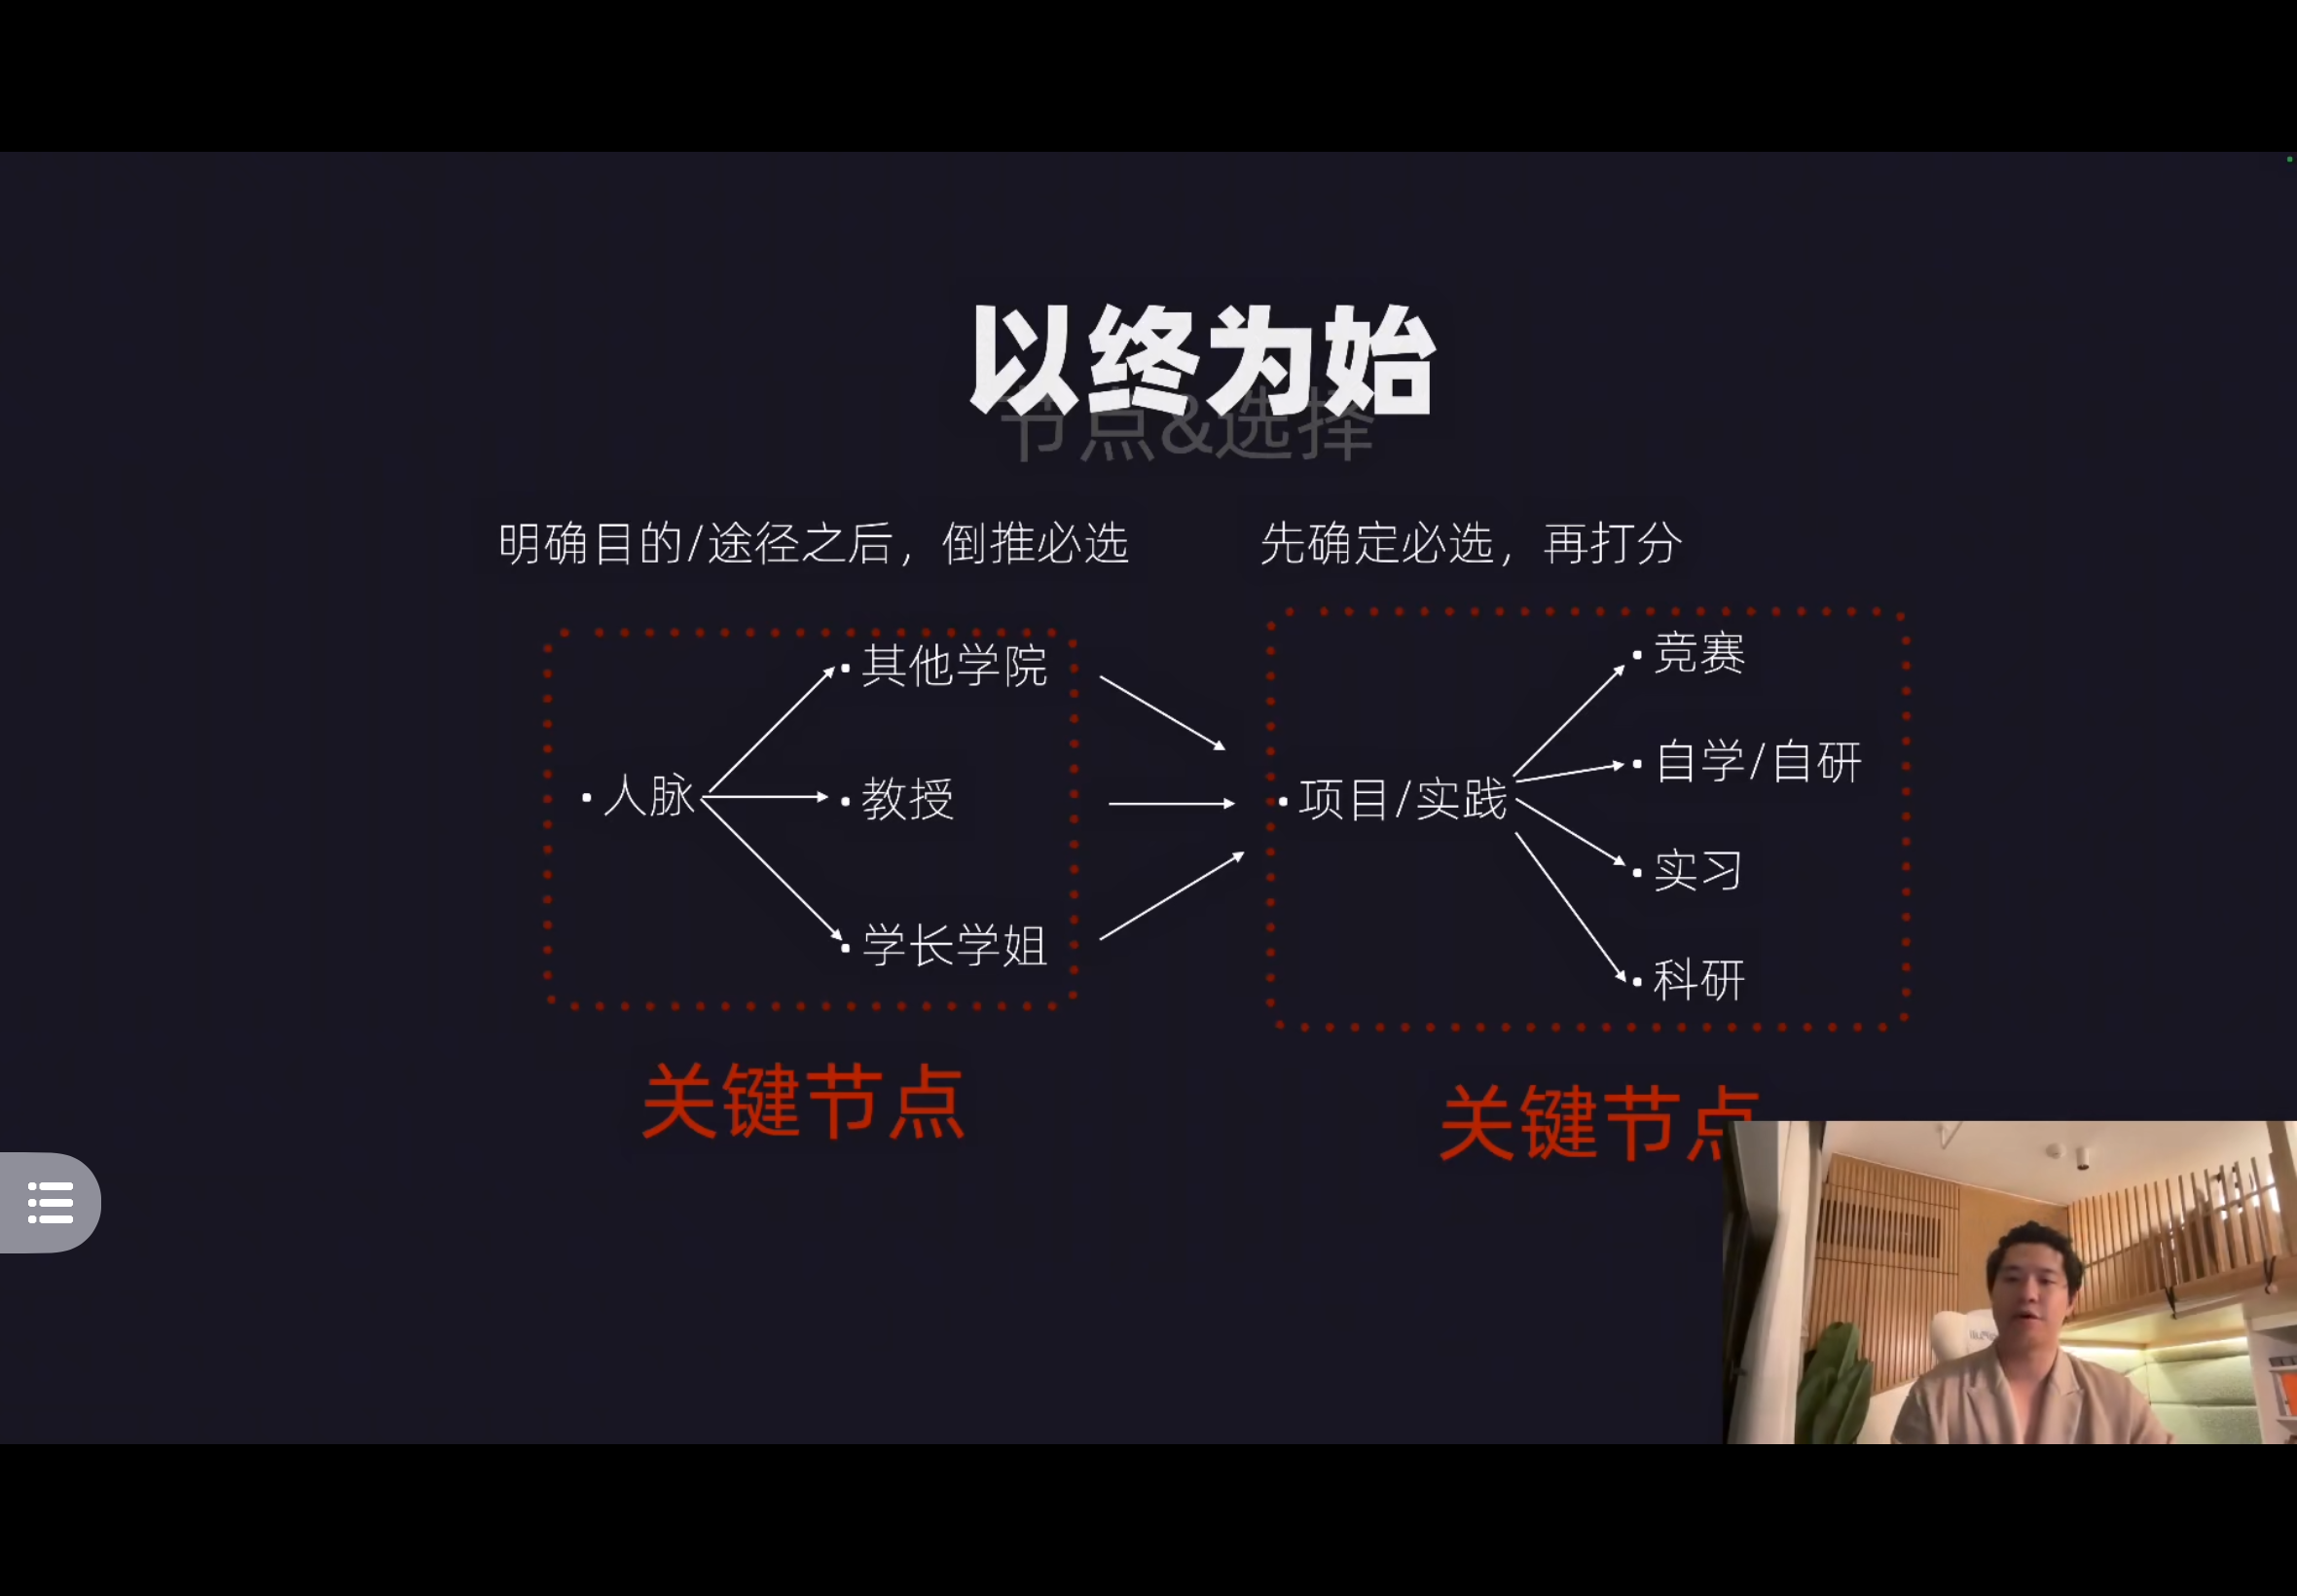 以终为始
节点&选择
明确目的/途径之后，倒推必选
先确定必选，再打分
·其他学院
·人脉
·教授
·学长学姐
·竞赛
·自学/自研
·项目/实践
·实习
·科研
关键节点
关键节点